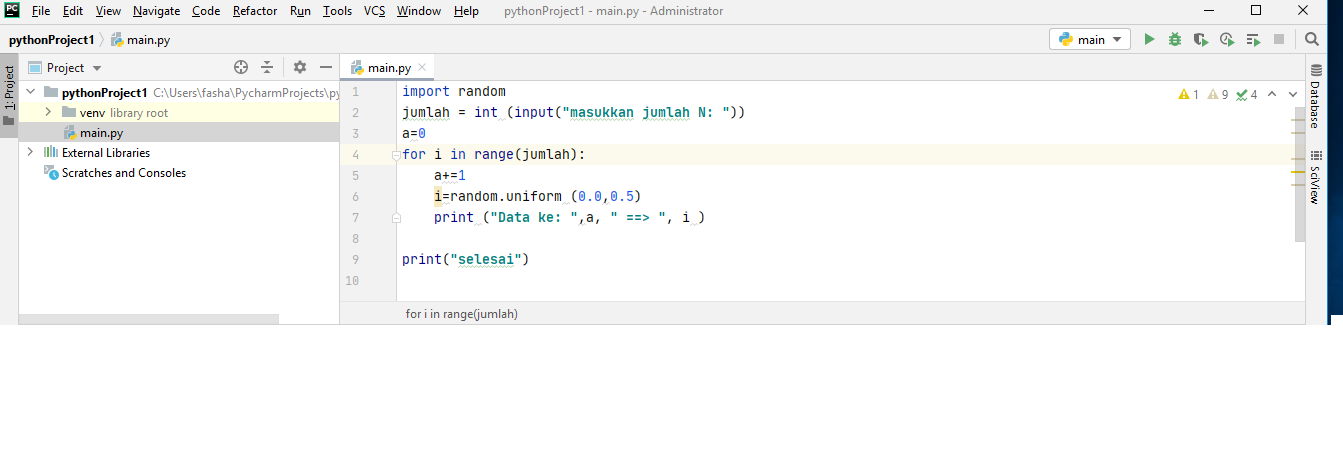 PC File Edit View Navigate Code Refactor Run Tools VCS Window Help pythonProject1 - main.py - Administrator
pythonProject1 main.py main
1: Project
Project
pythonProject1 C:\Users\fasha\PycharmProjects\py
venv library root
main.py
External Libraries
Scratches and Consoles
main.py
1 import random
2 jumlah = int (input("masukkan jumlah N: "))
3 a=0
4 for i in range(jumlah):
5 a+=1
6 i=random.uniform (0.0,0.5)
7 print ("Data ke: ",a, " ==> ", i )
8
9 print("selesai")
10
1 9 4
for i in range(jumlah)
Database
SciView